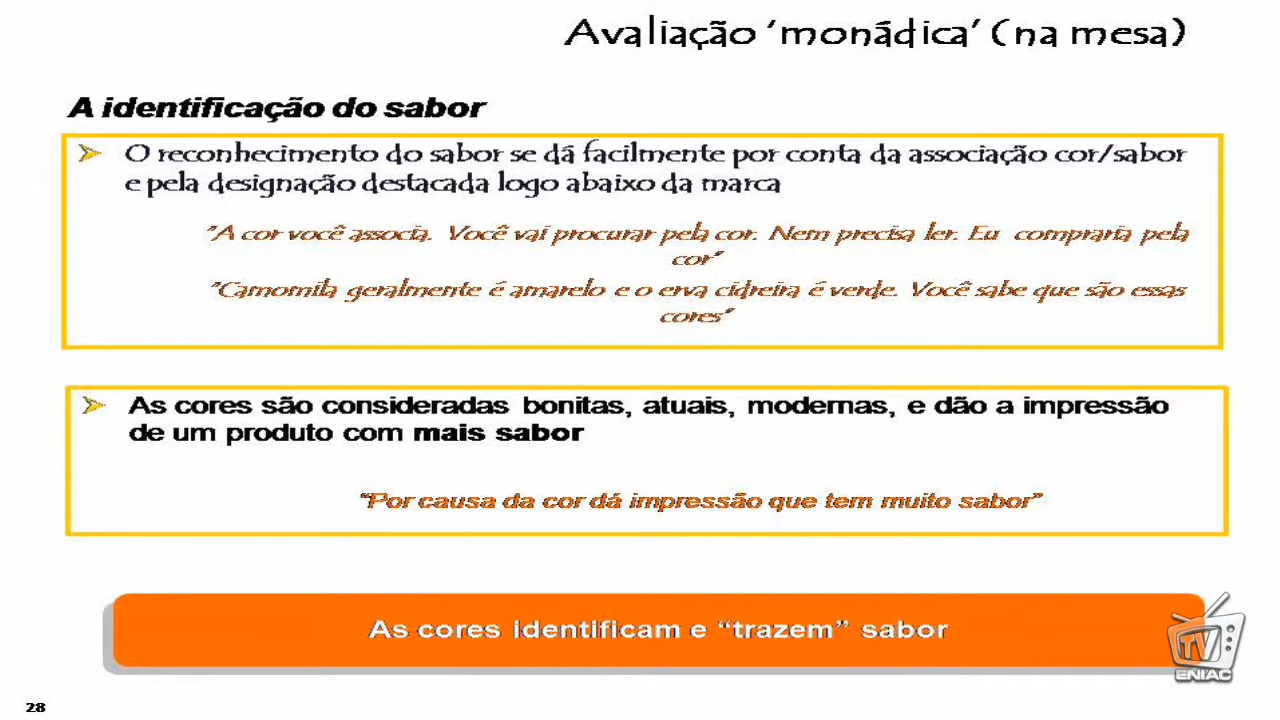 Avaliação ‘monádica’ (na mesa)
A identificação do sabor
O reconhecimento do sabor se dá facilmente por conta da associação cor/sabor
e pela designação destacada logo abaixo da marca
"A cor você associa. Você vai procurar pela cor. Nem precisa ler. Eu compraria pela
cor"
"Camomila geralmente é amarelo e o erva cidreira é verde. Você sabe que são essas
cores"
As cores são consideradas bonitas, atuais, modernas, e dão a impressão
de um produto com mais sabor
“Por causa da cor dá impressão que tem muito sabor”
As cores identificam e “trazem” sabor
TV
ENIAC
28